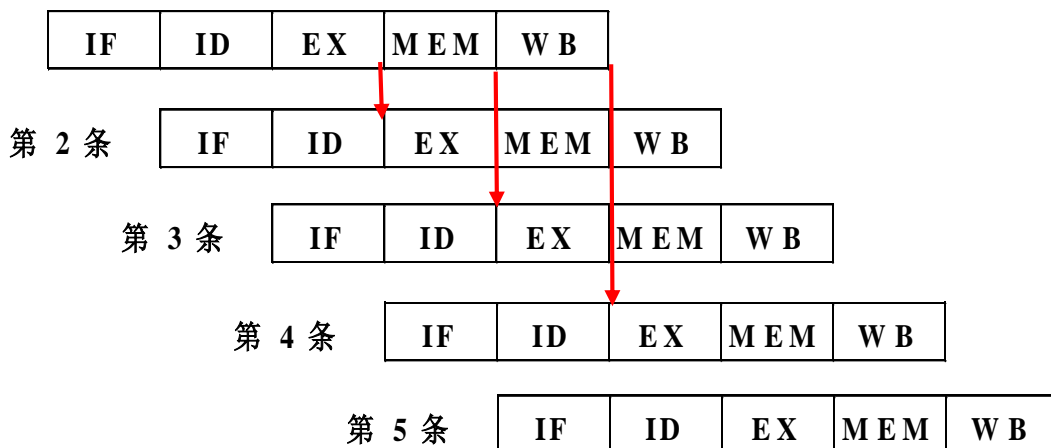 IF ID EX MEM WB
第 2 条 IF ID EX MEM WB
第 3 条 IF ID EX MEM WB
第 4 条 IF ID EX MEM WB
第 5 条 IF ID EX MEM WB